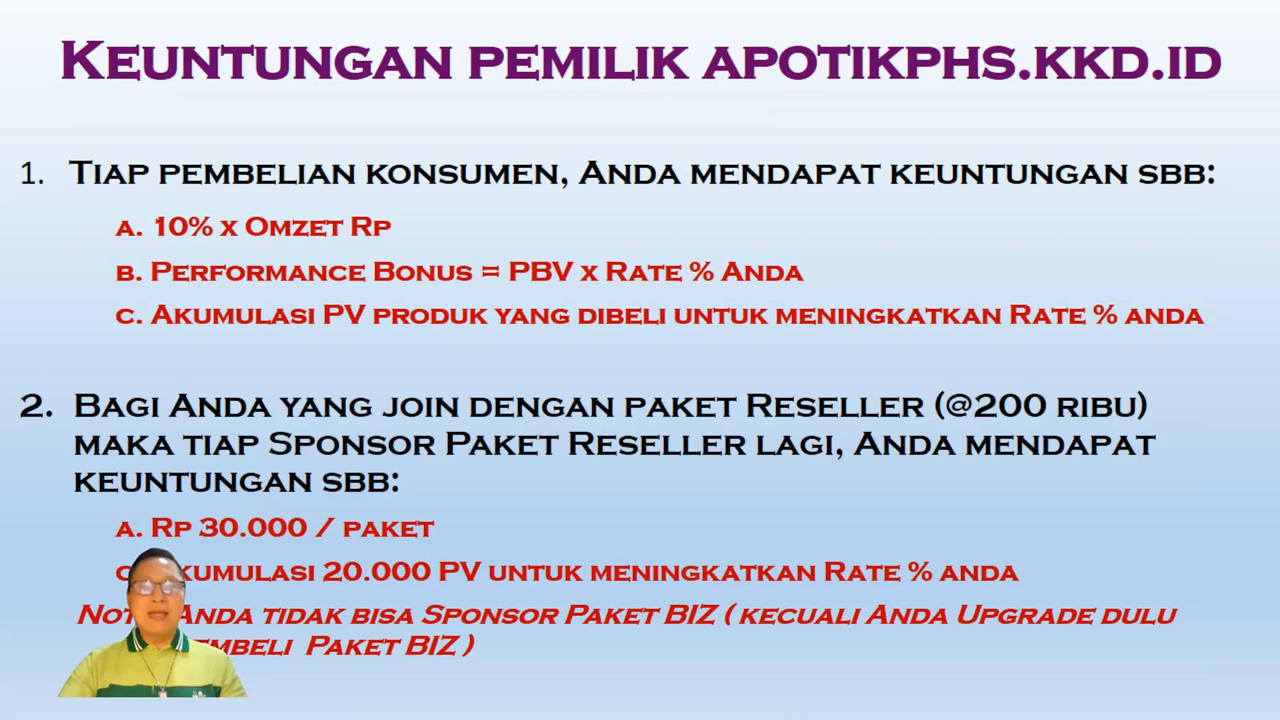 KEUNTUNGAN PEMILIK APOTIKPHS.KKD.ID
1. TIAP PEMBELIAN KONSUMEN, ANDA MENDAPAT KEUNTUNGAN SBB:
A. 10% X OMZET RP
B. PERFORMANCE BONUS = PBV X RATE % ANDA
C. AKUMULASI PV PRODUK YANG DIBELI UNTUK MENINGKATKAN RATE % ANDA
2. BAGI ANDA YANG JOIN DENGAN PAKET RESELLER (@200 RIBU)
MAKA TIAP SPONSOR PAKET RESELLER LAGI, ANDA MENDAPAT
KEUNTUNGAN SBB:
A. RP 30.000 / PAKET
20.000 PV UNTUK MENINGKATKAN RATE % ANDA
ANDA TIDAK BISA SPONSOR PAKET BIZ ( KECUALI ANDA UPGRADE DULU
PAKET BIZ )